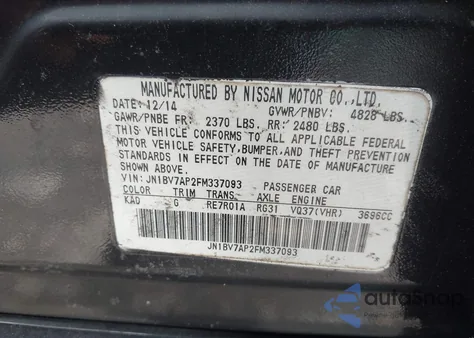 MANUFACTURED BY NISSAN MOTOR CO.,LTD.
DATE: 12/14 GVWR/PNBV: 4828 LBS.
GAWR/PNBE FR: 2370 LBS. RR: 2480 LBS.
THIS VEHICLE CONFORMS TO ALL APPLICABLE FEDERAL
MOTOR VEHICLE SAFETY, BUMPER, AND THEFT PREVENTION
STANDARDS IN EFFECT ON THE DATE OF MANUFACTURE
SHOWN ABOVE.
VIN: JN1BV7AP2FM337093 PASSENGER CAR
COLOR TRIM TRANS AXLE ENGINE
KAD G RE7R01A RG31 VQ37(VHR) 3696CC
JN1BV7AP2FM337093
autoSnap